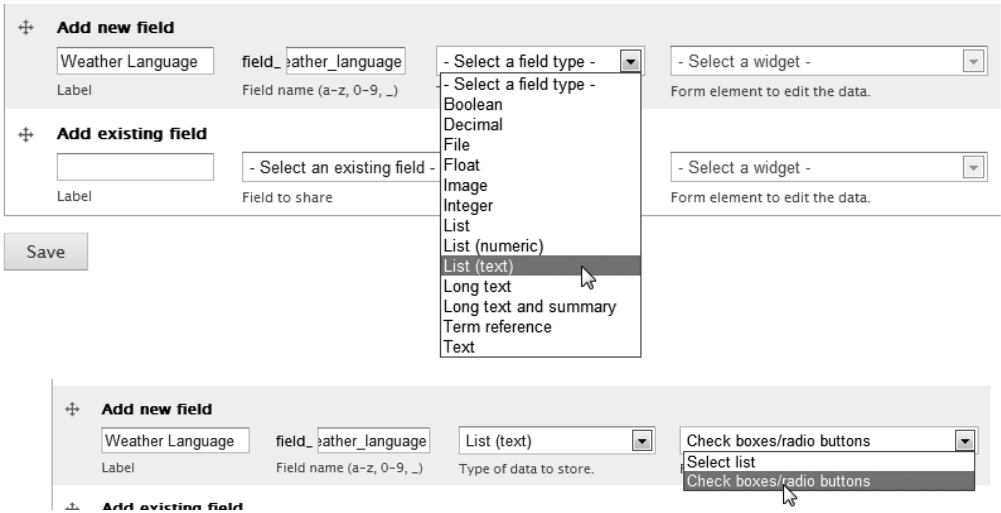 Add new field
Weather Language field_ eather_language - Select a field type - - Select a widget -
Label Field name (a-z, 0-9, _) Form element to edit the data.
- Select a field type -
Boolean
Decimal
File
Float
Image
Integer
List
List (numeric)
List (text)
Long text
Long text and summary
Term reference
Text
Add existing field
- Select an existing field - - Select a widget -
Label Field to share Form element to edit the data.
Save
Add new field
Weather Language field_ eather_language List (text) Check boxes/radio buttons
Label Field name (a-z, 0-9, _) Type of data to store.
Select list
Check boxes/radio buttons
Add existing field